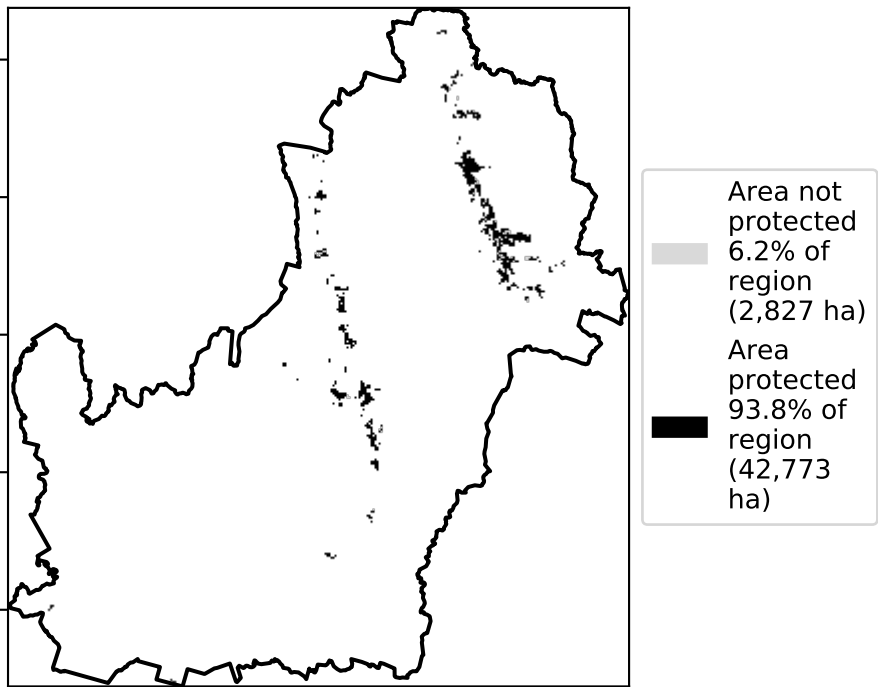 Area not
protected
6.2% of
region
(2,827 ha)
Area
protected
93.8% of
region
(42,773
ha)